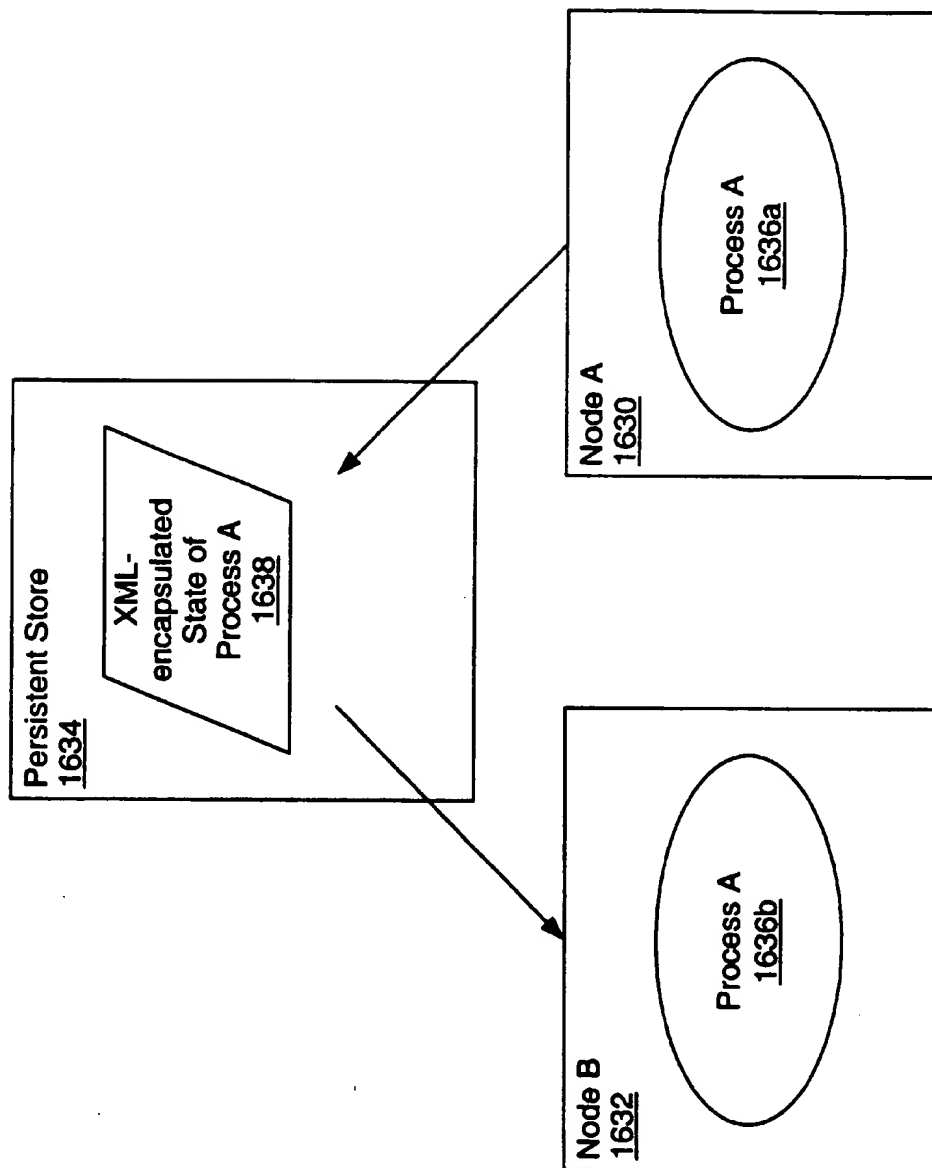 Persistent Store
1634
XML-
encapsulated
State of
Process A
1638
Node B
1632
Process A
1636b
Node A
1630
Process A
1636a